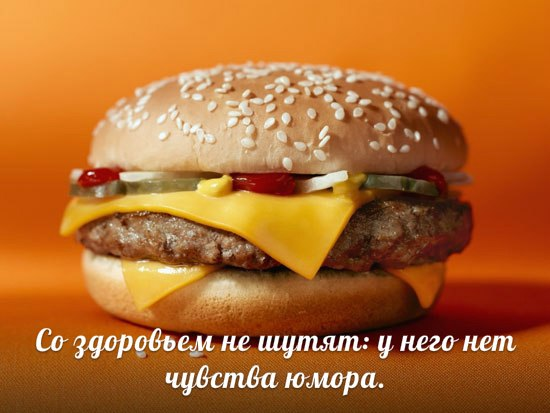 Со здоровьем не шутят: у него нет
чувства юмора.